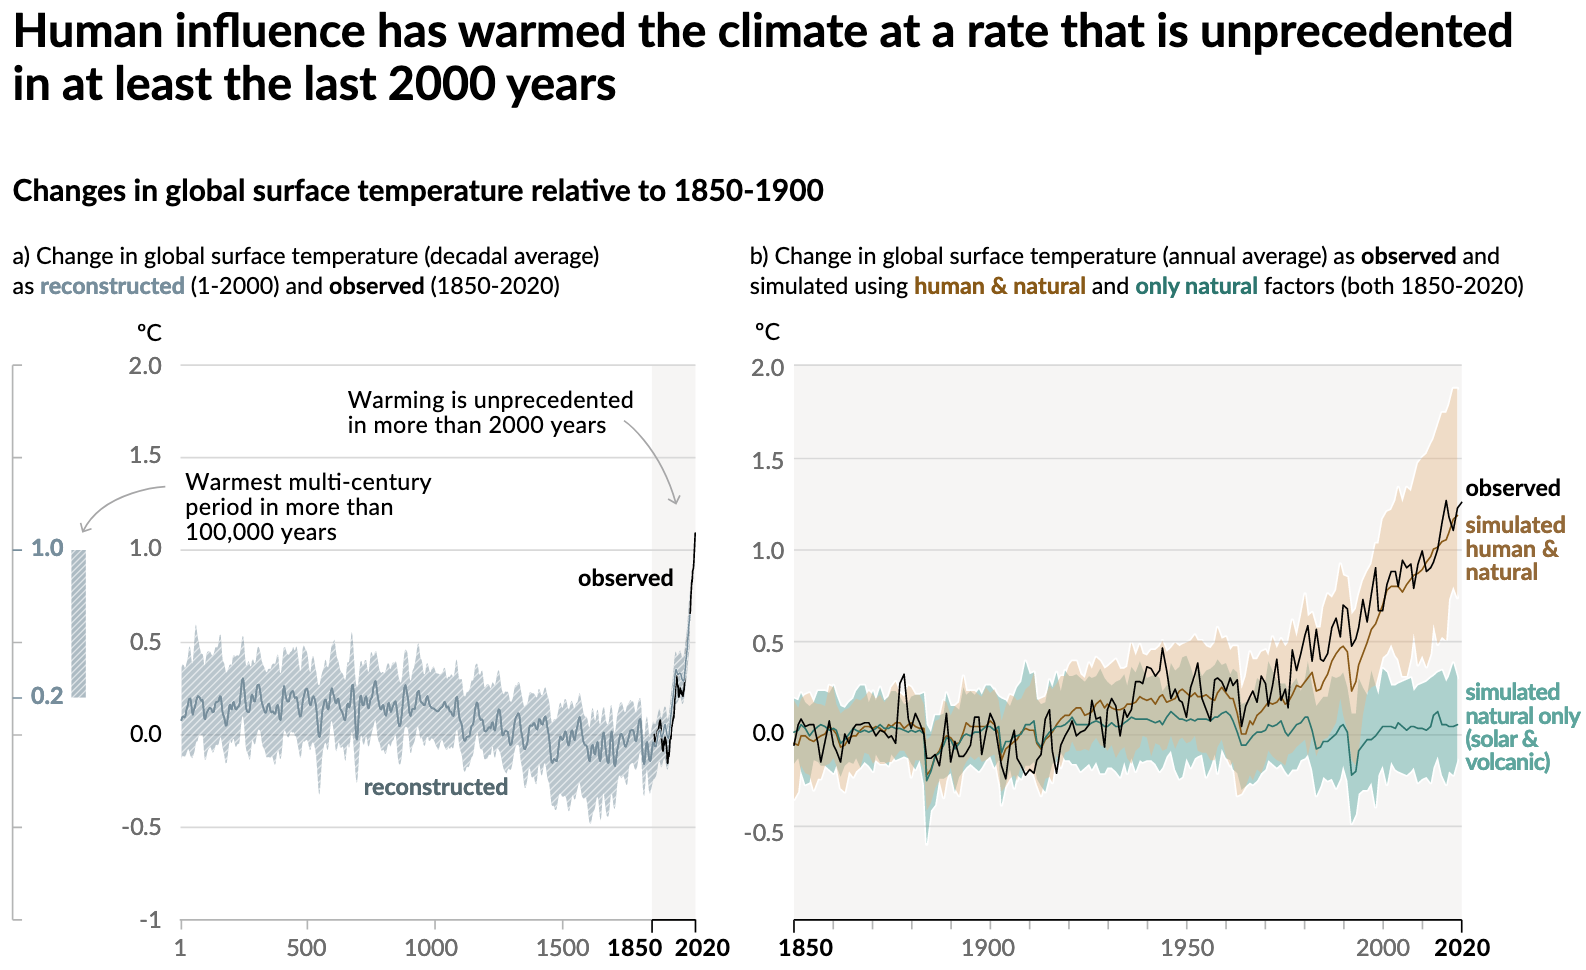 Human influence has warmed the climate at a rate that is unprecedented
in at least the last 2000 years
Changes in global surface temperature relative to 1850-1900
a) Change in global surface temperature (decadal average)
as reconstructed (1-2000) and observed (1850-2020)
ºC
2.0
1.5
1.0
0.5
0.0
-0.5
-1
1.0
0.2
Warming is unprecedented
in more than 2000 years
Warmest multi-century
period in more than
100,000 years
observed
reconstructed
1
500
1000
1500
1850
2020
b) Change in global surface temperature (annual average) as observed and
simulated using human & natural and only natural factors (both 1850-2020)
ºC
2.0
1.5
1.0
0.5
0.0
-0.5
observed
simulated
human &
natural
simulated
natural only
(solar &
volcanic)
1850
1900
1950
2000
2020